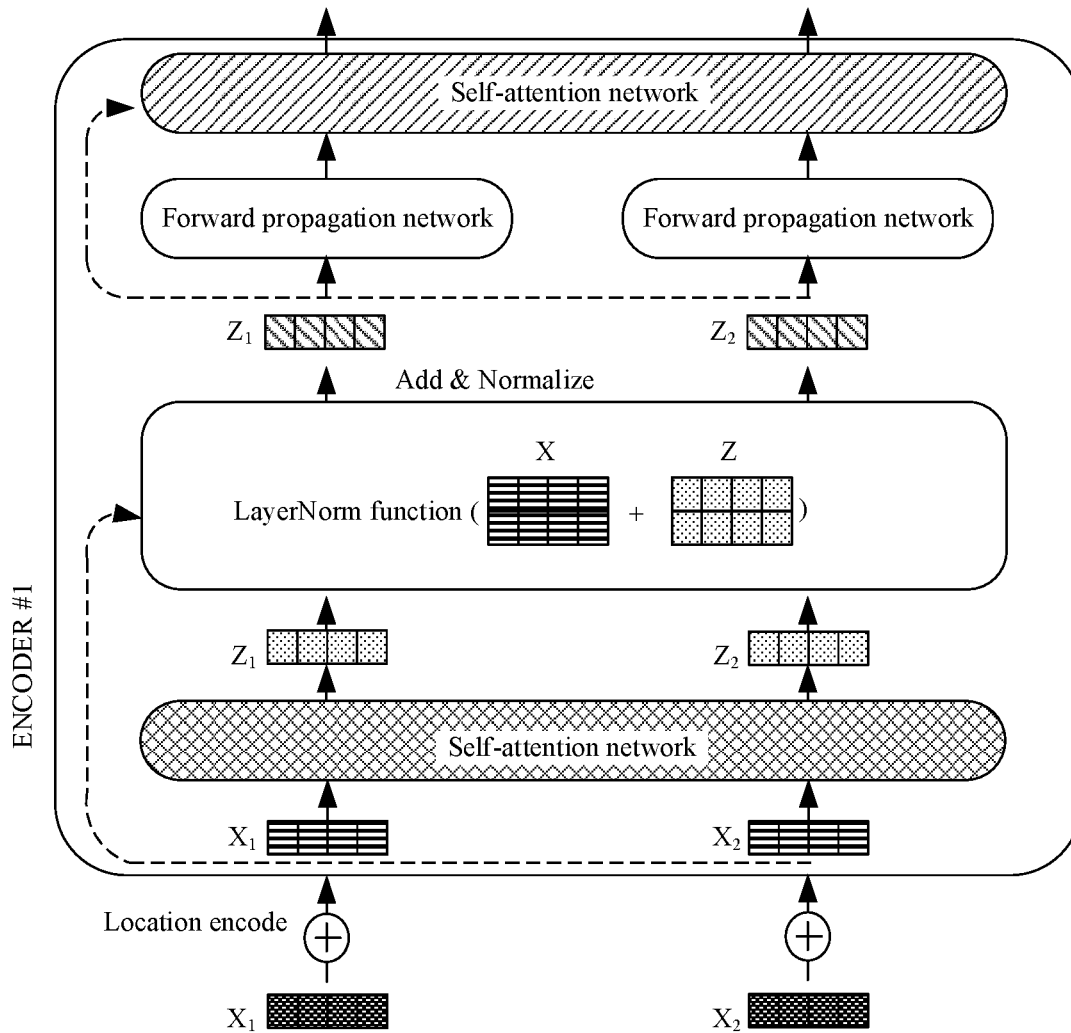 Self-attention network
Forward propagation network
Forward propagation network
Z₁
Z₂
Add & Normalize
X
Z
LayerNorm function ( + )
Z₁
Z₂
ENCODER #1
Self-attention network
X₁
X₂
Location encode
X₁
X₂